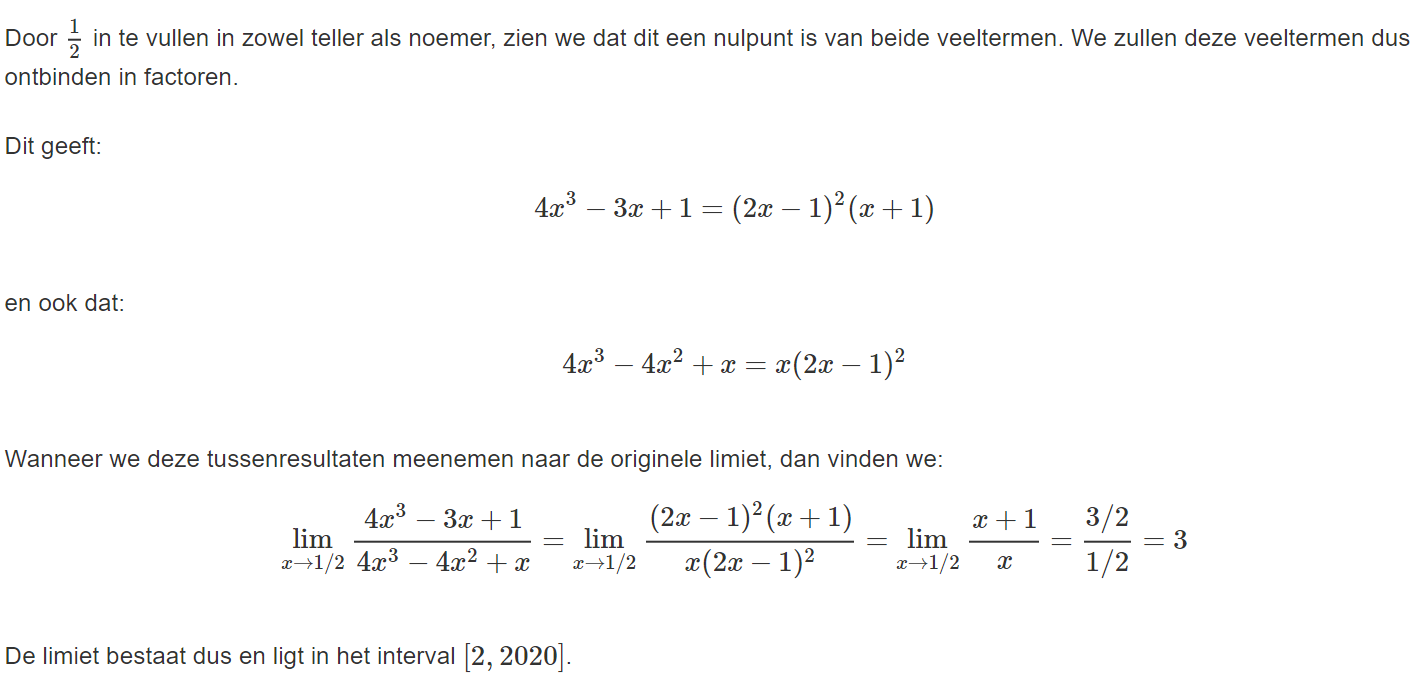 Door $\frac{1}{2}$ in te vullen in zowel teller als noemer, zien we dat dit een nulpunt is van beide veeltermen. We zullen deze veeltermen dus
ontbinden in factoren.
Dit geeft:
$4x^3 - 3x + 1 = (2x - 1)^2(x + 1)$
en ook dat:
$4x^3 - 4x^2 + x = x(2x - 1)^2$
Wanneer we deze tussenresultaten meenemen naar de originele limiet, dan vinden we:
$\lim_{x \to 1/2} \frac{4x^3 - 3x + 1}{4x^3 - 4x^2 + x} = \lim_{x \to 1/2} \frac{(2x - 1)^2(x + 1)}{x(2x - 1)^2} = \lim_{x \to 1/2} \frac{x + 1}{x} = \frac{3/2}{1/2} = 3$
De limiet bestaat dus en ligt in het interval $[2, 2020]$.